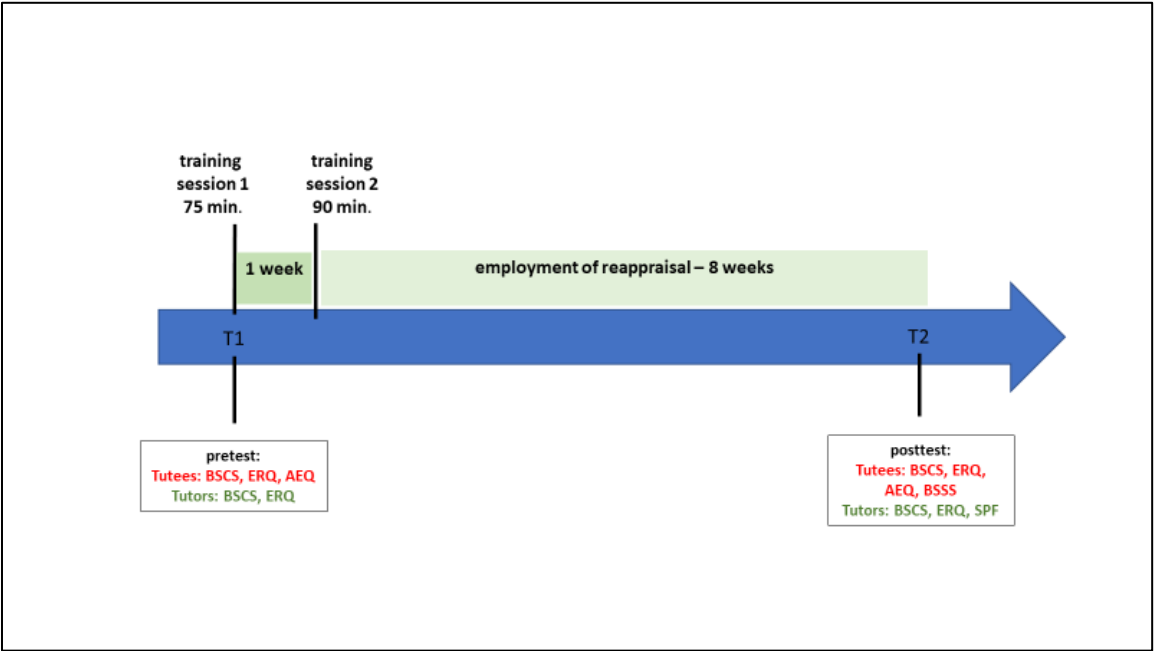 training
session 1
75 min.
training
session 2
90 min.
1 week
employment of reappraisal – 8 weeks
T1
T2
pretest:
Tutees: BSCS, ERQ, AEQ
Tutors: BSCS, ERQ
posttest:
Tutees: BSCS, ERQ,
AEQ, BSSS
Tutors: BSCS, ERQ, SPF